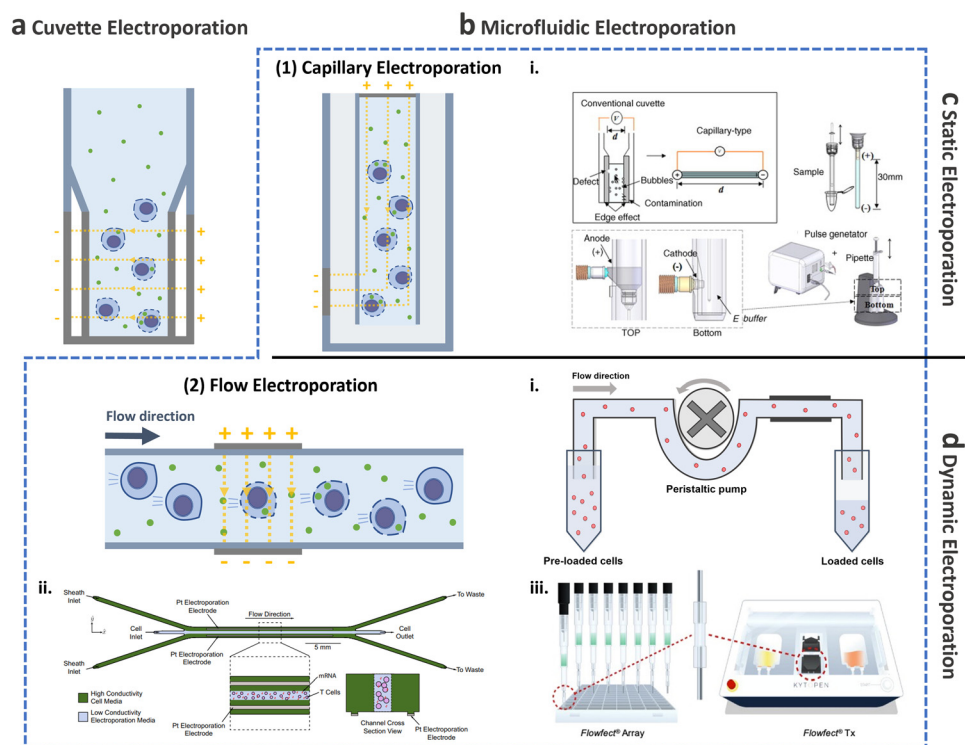 a Cuvette Electroporation
b Microfluidic Electroporation
c Static Electroporation
d Dynamic Electroporation
- +
- +
- +
- +
(1) Capillary Electroporation
+ + +
-
-
-
i.
Conventional cuvette
V
d
Capillary-type
V
+ −
d
Defect
Bubbles
Contamination
Edge effect
Sample
(+)
30mm
(-)
Anode
(+)
Cathode
(-)
E buffer
TOP
Bottom
Pulse genetator
+
Pipette
Top
Bottom
(2) Flow Electroporation
Flow direction
+ + + +
- - - -
i.
Flow direction
Peristaltic pump
Pre-loaded cells
Loaded cells
ii.
Sheath
Inlet
Pt Electroporation
Electrode
Flow Direction
To Waste
Cell
Inlet
Cell
Outlet
Pt Electroporation
Electrode
5 mm
Sheath
Inlet
To Waste
mRNA
T Cells
High Conductivity
Cell Media
Low Conductivity
Electroporation Media
Pt Electroporation
Electrode
Channel Cross
Section View
Pt Electroporation
Electrode
iii.
KYTOPEN
Flowfect® Array
Flowfect® Tx